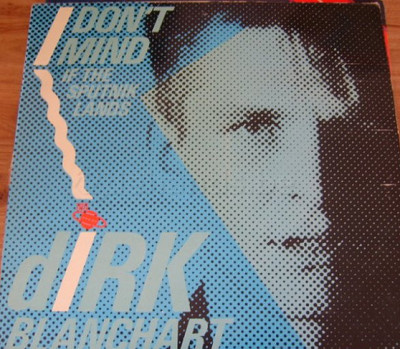 I DON'T
MIND
IF THE
SPUTNIK
LANDS
dIRK
BLANCHART